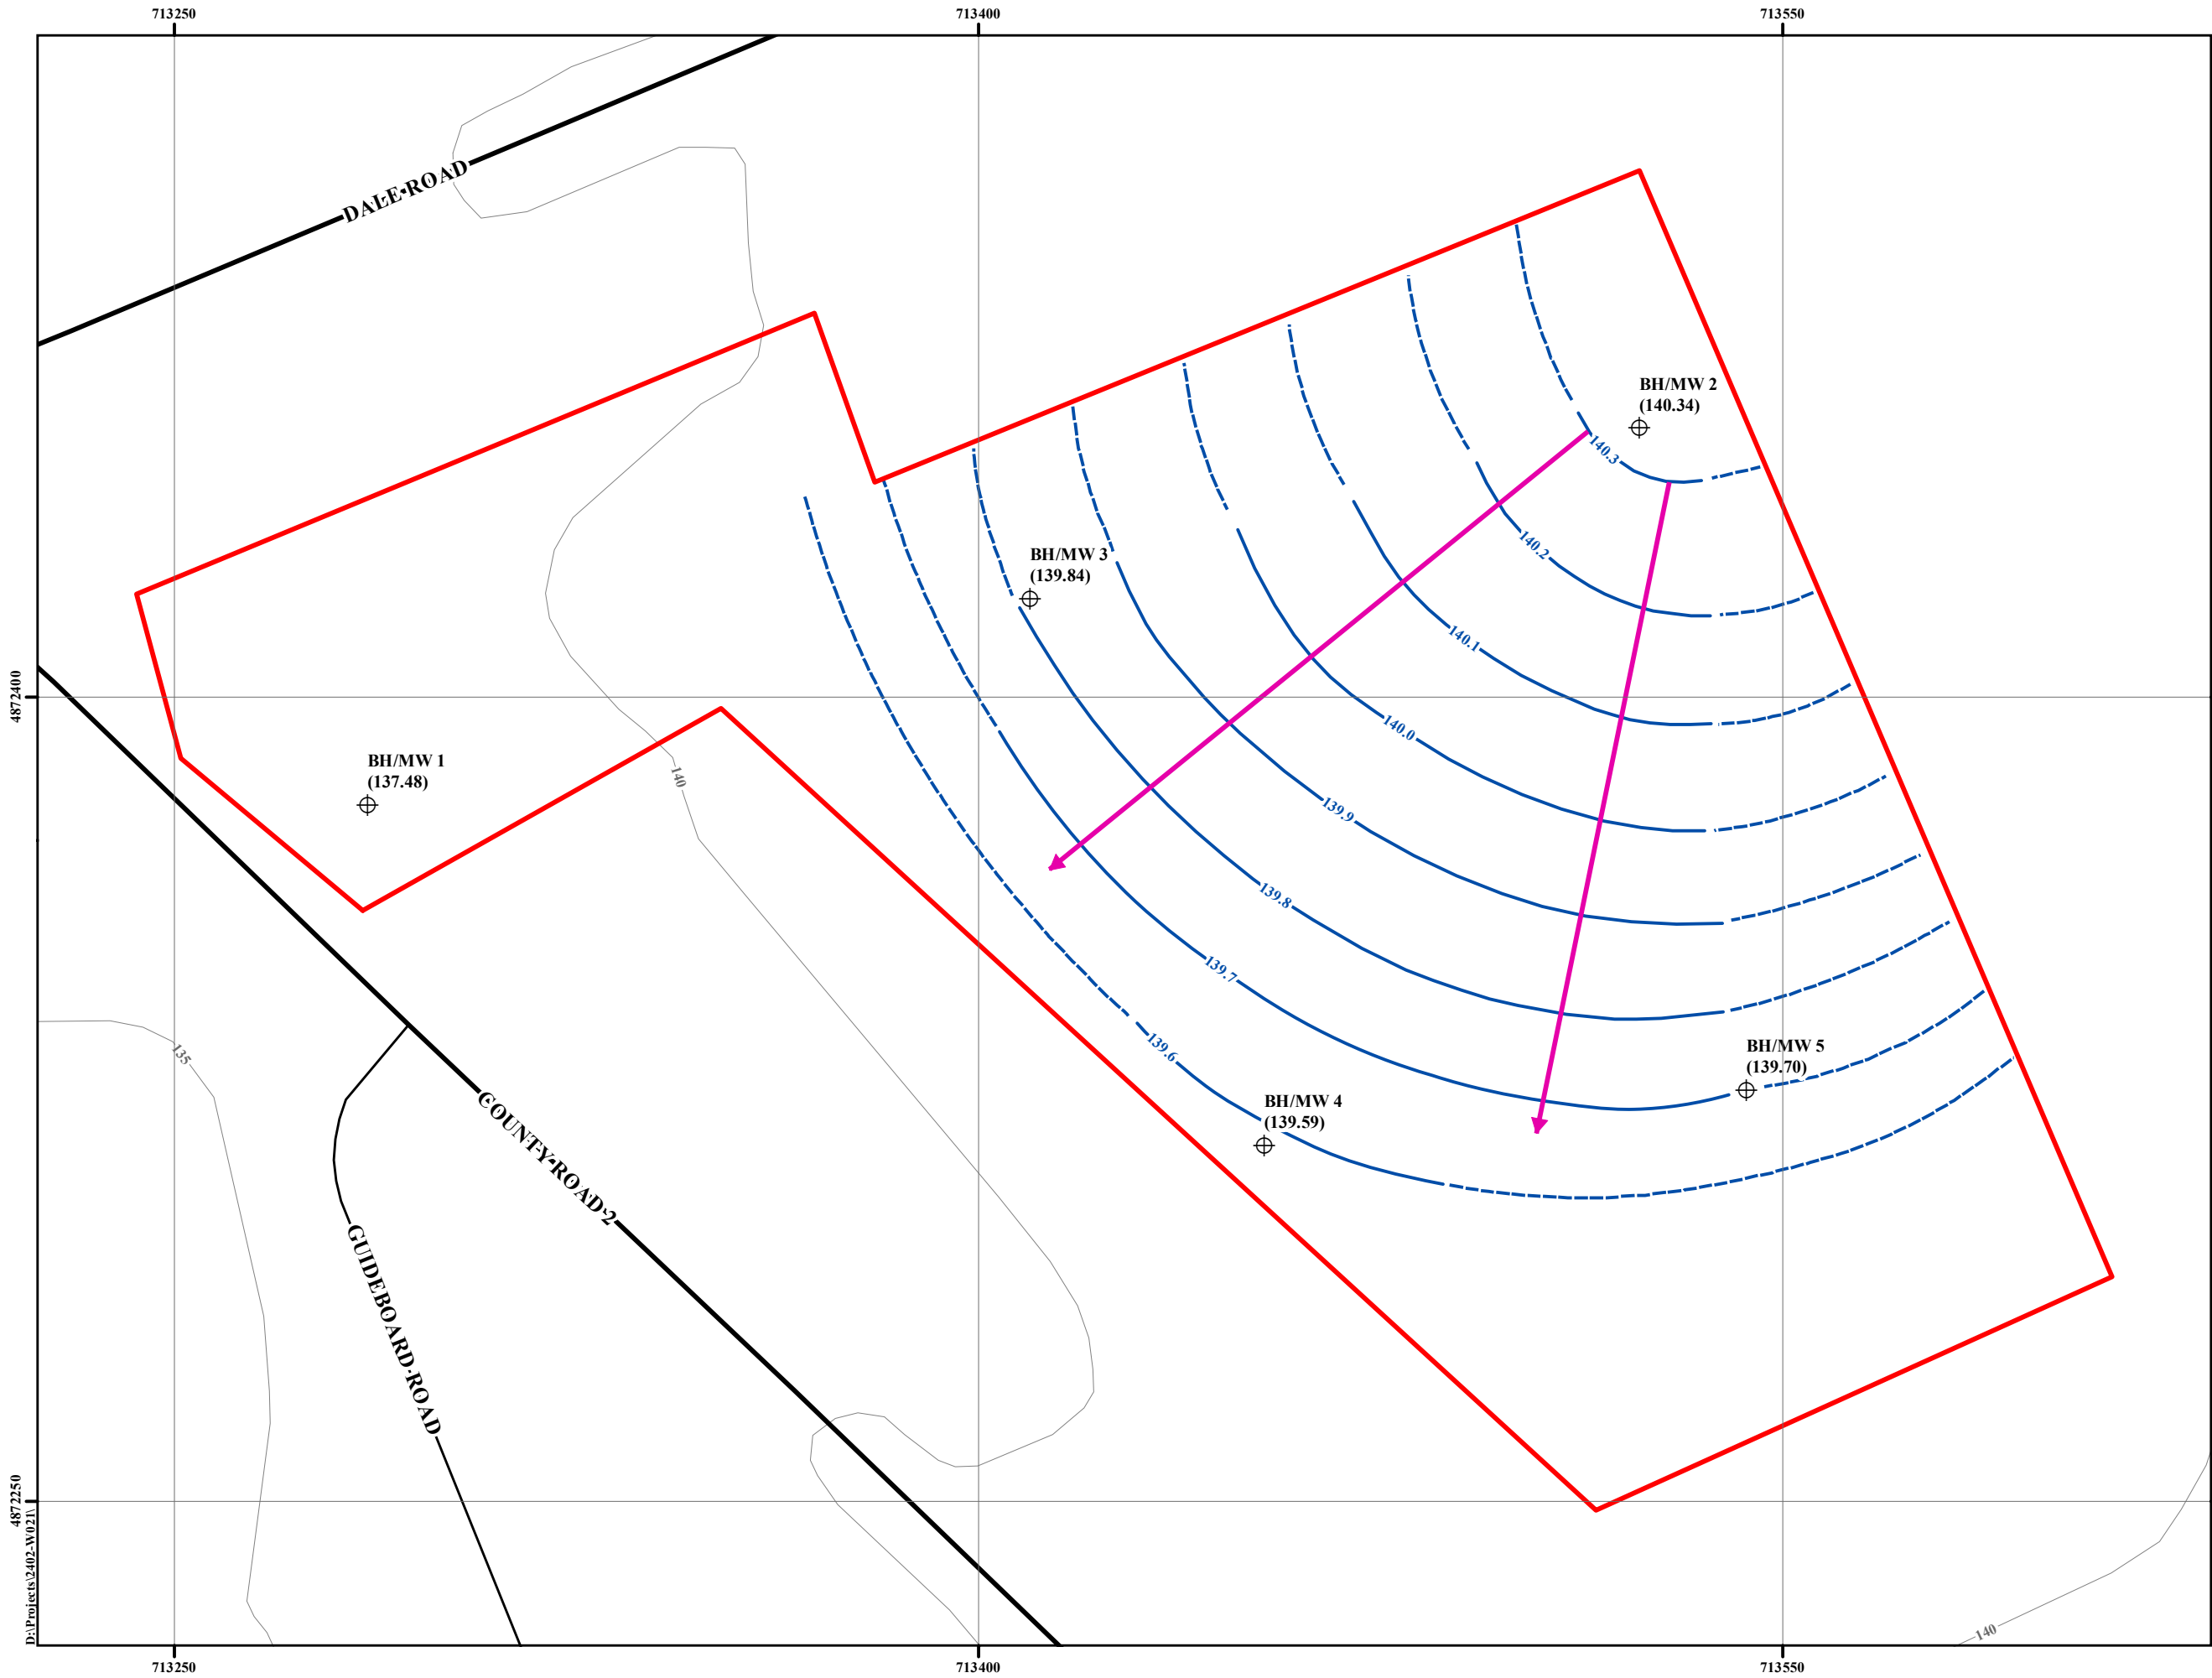 713250
713400
713550
DALE ROAD
BH/MW 2
(140.34)
140.3
BH/MW 3
(139.84)
140.2
140.1
4872400
140.0
BH/MW 1
(137.48)
140
139.9
139.8
139.7
139.6
135
BH/MW 5
(139.70)
BH/MW 4
(139.59)
COUNTY ROAD 2
GUIDEBOARD ROAD
4872250
D:\Projects\2402-W021\
140
713250
713400
713550